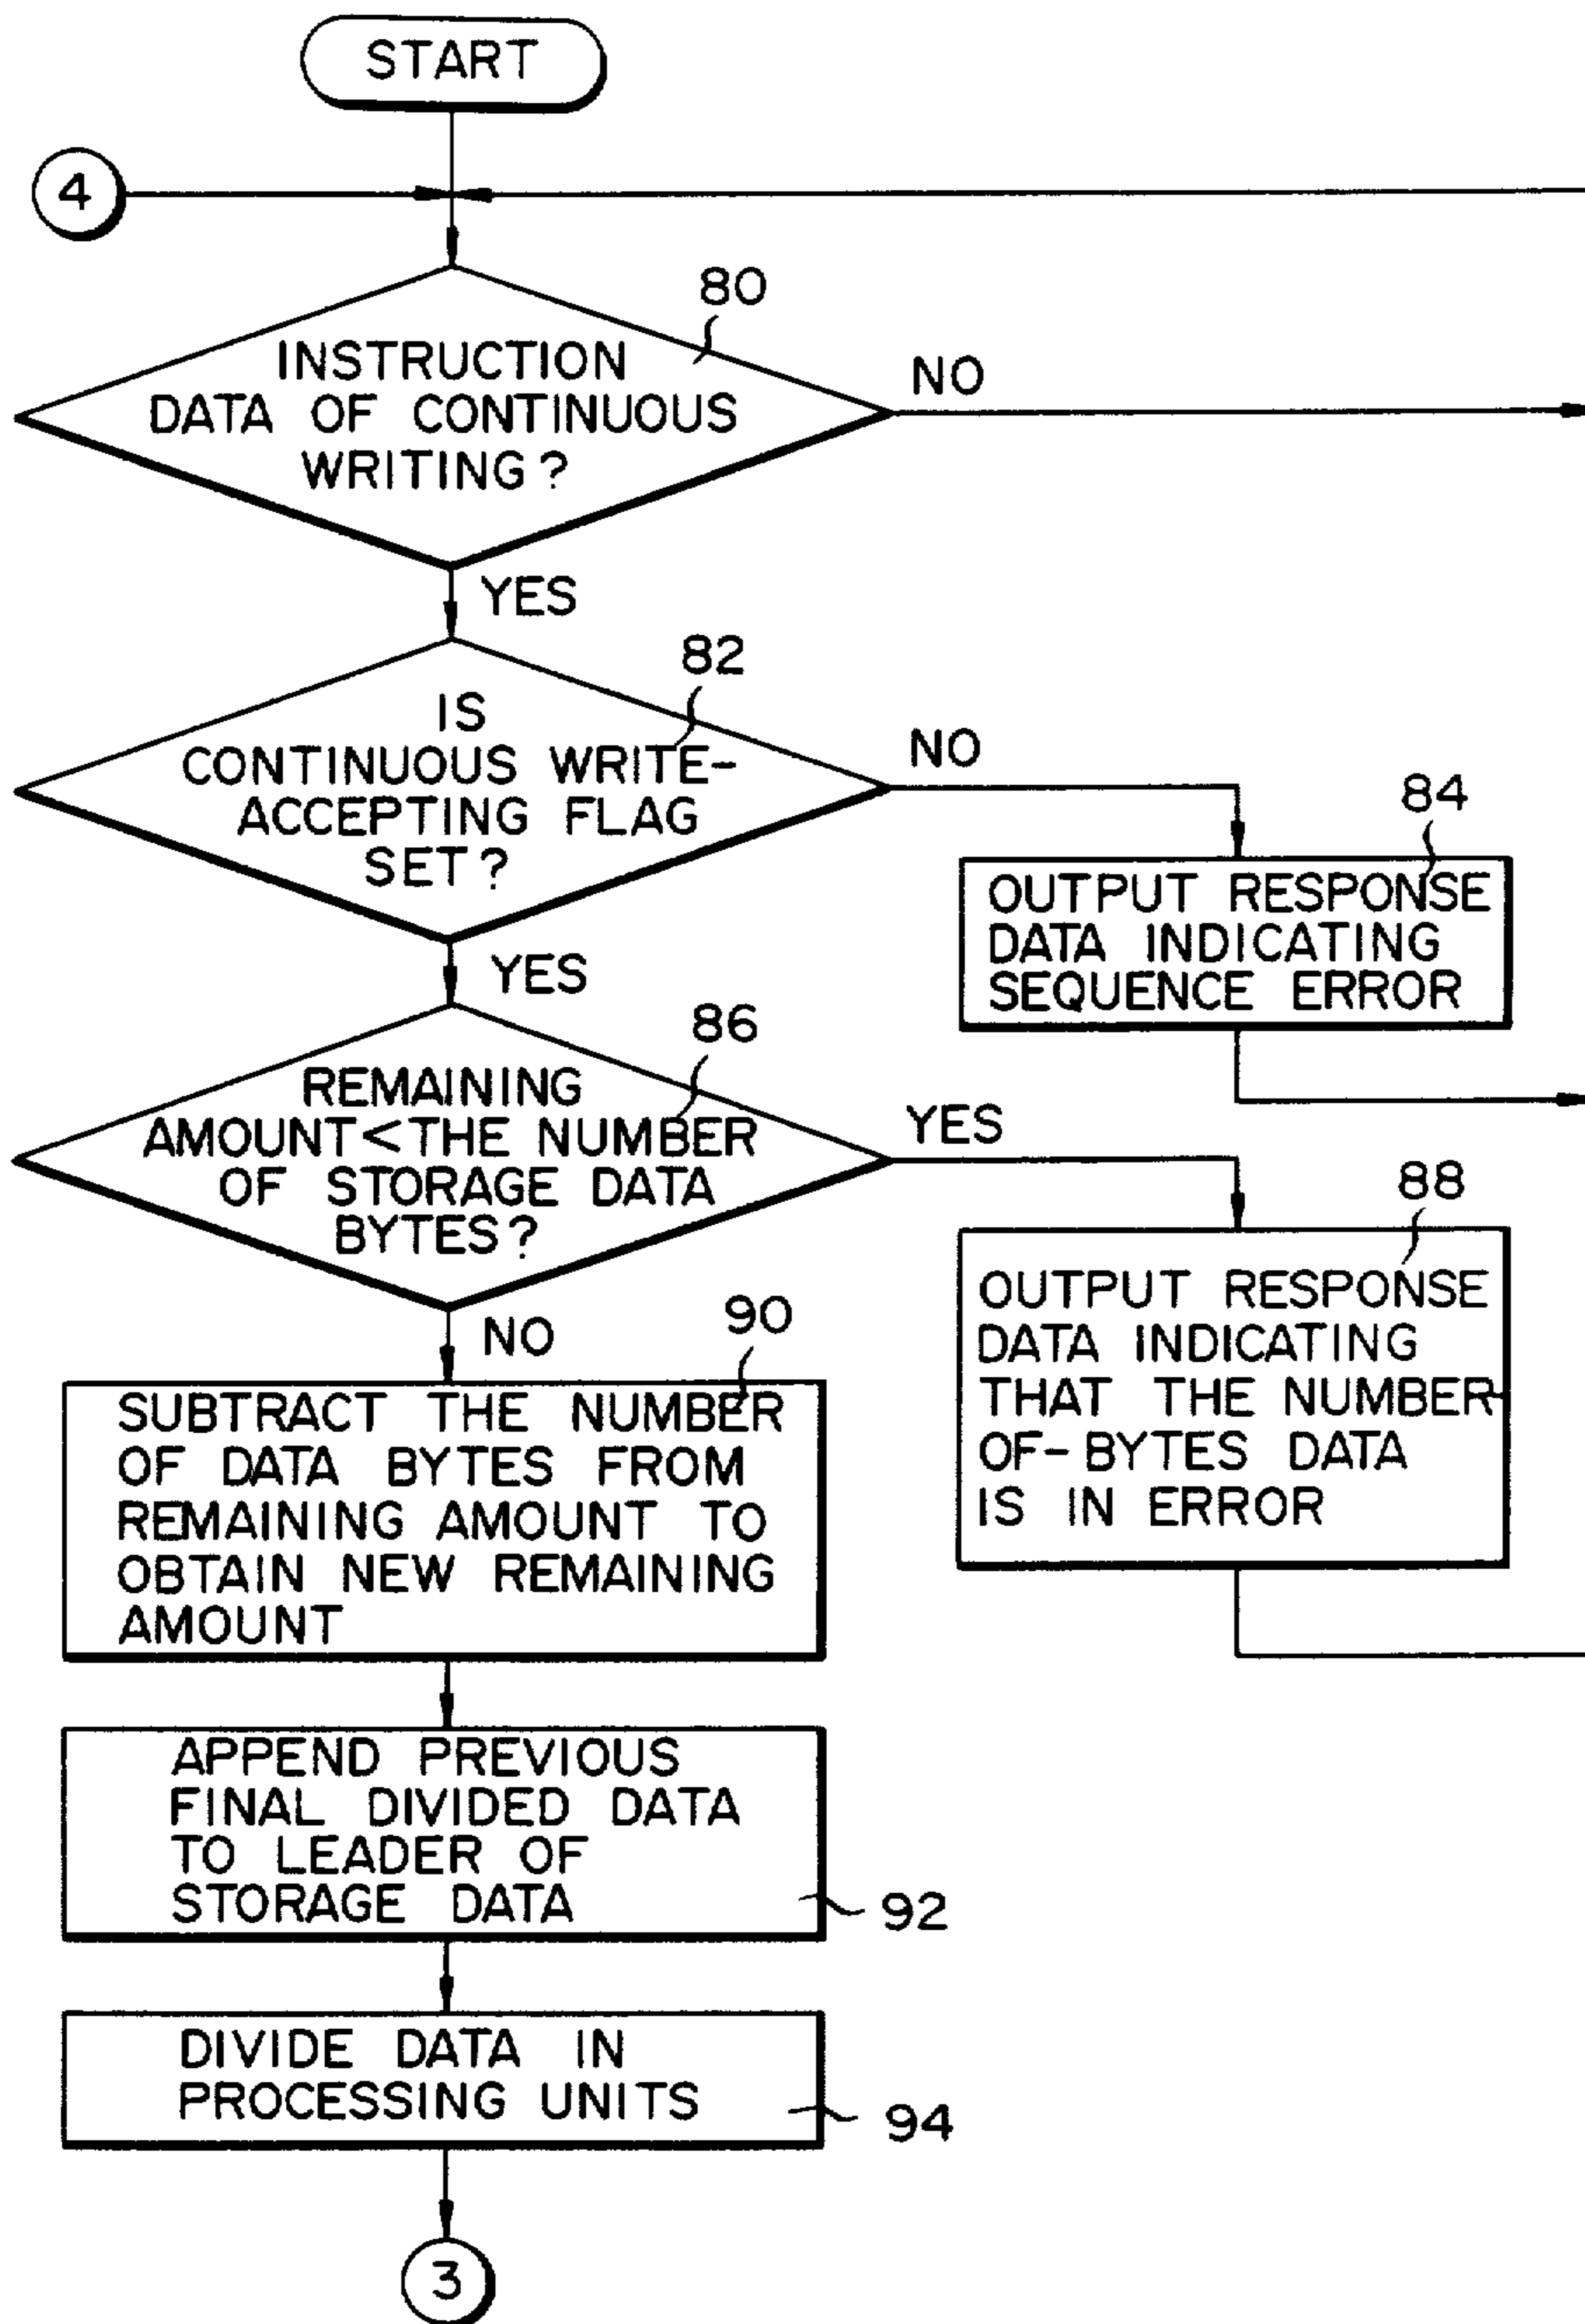 START
4
80
INSTRUCTION
DATA OF CONTINUOUS
WRITING?
NO
YES
82
IS
CONTINUOUS WRITE-
ACCEPTING FLAG
SET?
NO
84
OUTPUT RESPONSE
DATA INDICATING
SEQUENCE ERROR
YES
86
REMAINING
AMOUNT<THE NUMBER
OF STORAGE DATA
BYTES?
YES
88
OUTPUT RESPONSE
DATA INDICATING
THAT THE NUMBER-
OF-BYTES DATA
IS IN ERROR
NO
90
SUBTRACT THE NUMBER
OF DATA BYTES FROM
REMAINING AMOUNT TO
OBTAIN NEW REMAINING
AMOUNT
APPEND PREVIOUS
FINAL DIVIDED DATA
TO LEADER OF
STORAGE DATA
92
DIVIDE DATA IN
PROCESSING UNITS
94
3